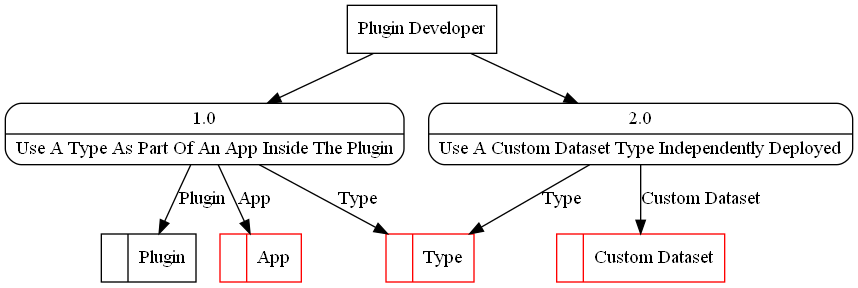 Plugin Developer
1.0
Use A Type As Part Of An App Inside The Plugin
2.0
Use A Custom Dataset Type Independently Deployed
Plugin
App
Type
Type
Custom Dataset
Plugin
App
Type
Custom Dataset